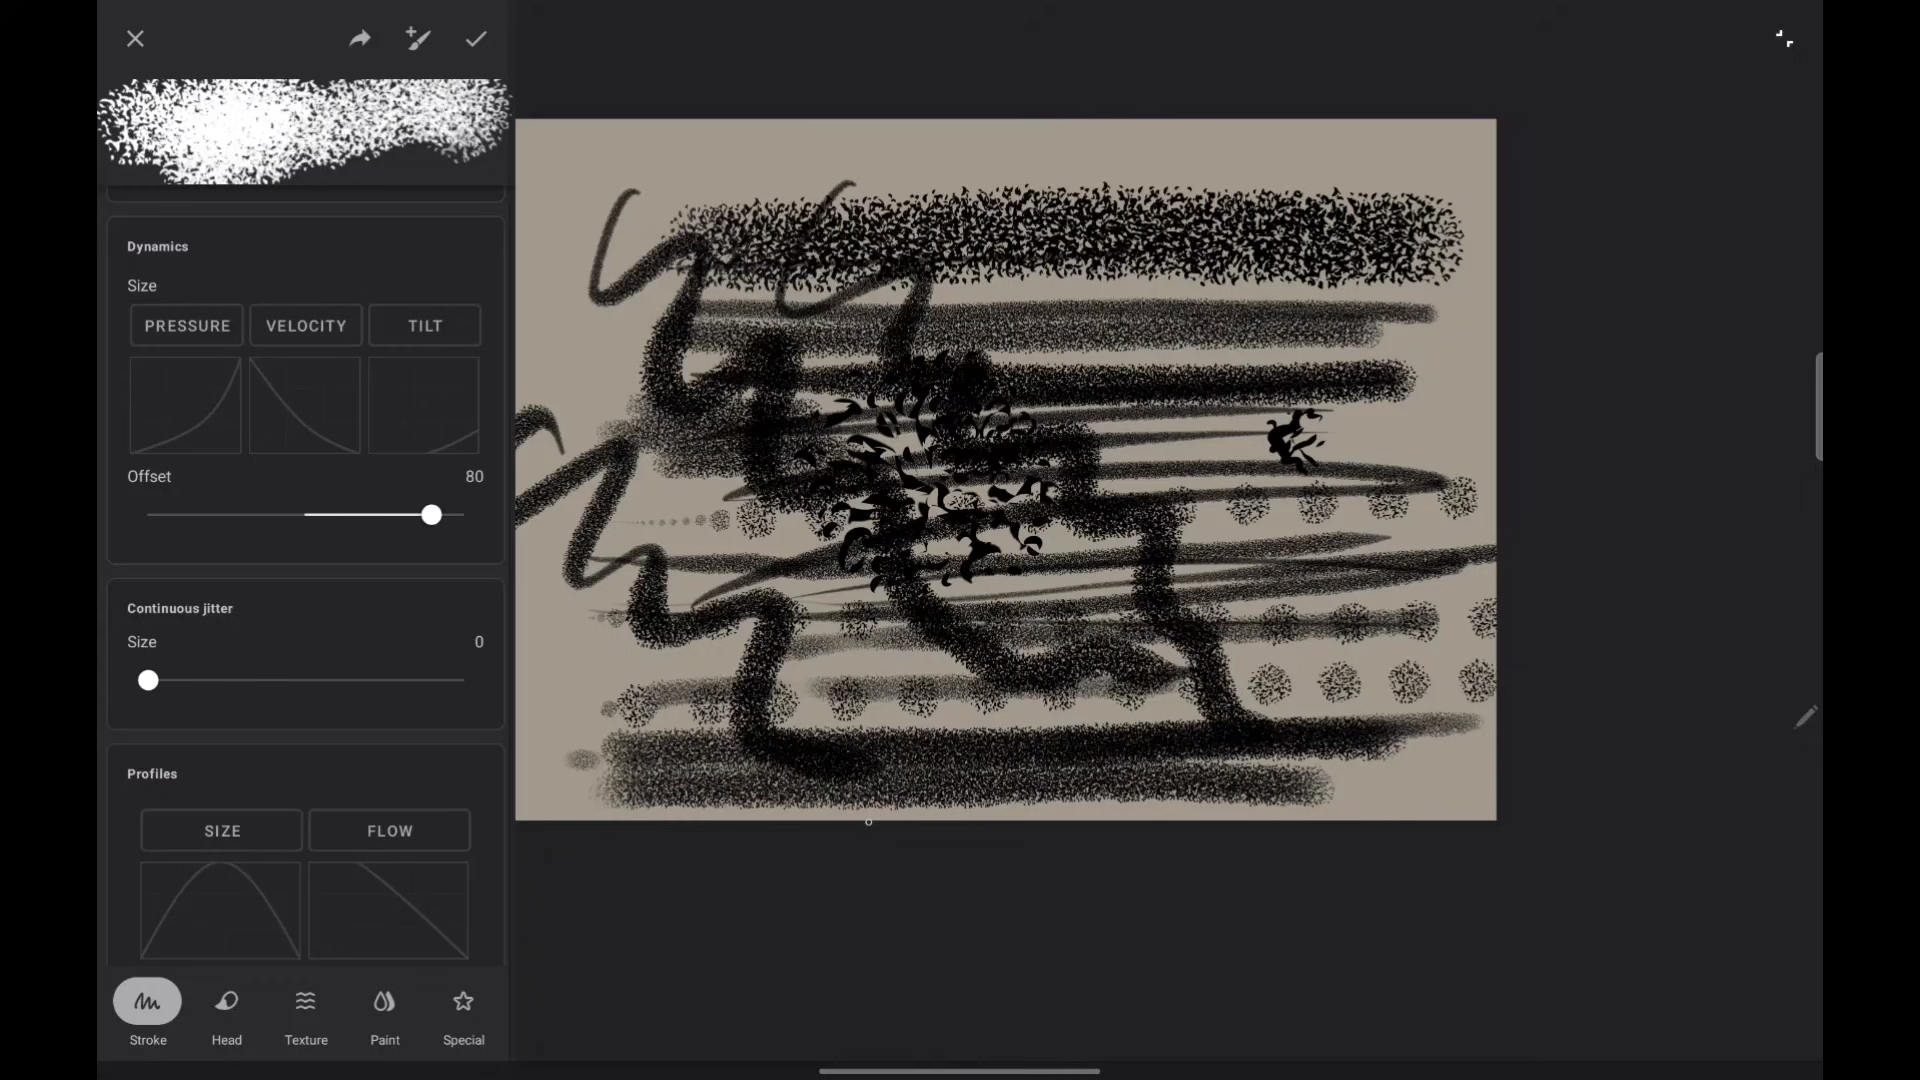 Dynamics
Size
PRESSURE VELOCITY TILT
Offset 80
Continuous jitter
Size 0
Profiles
SIZE FLOW
Stroke Head Texture Paint Special